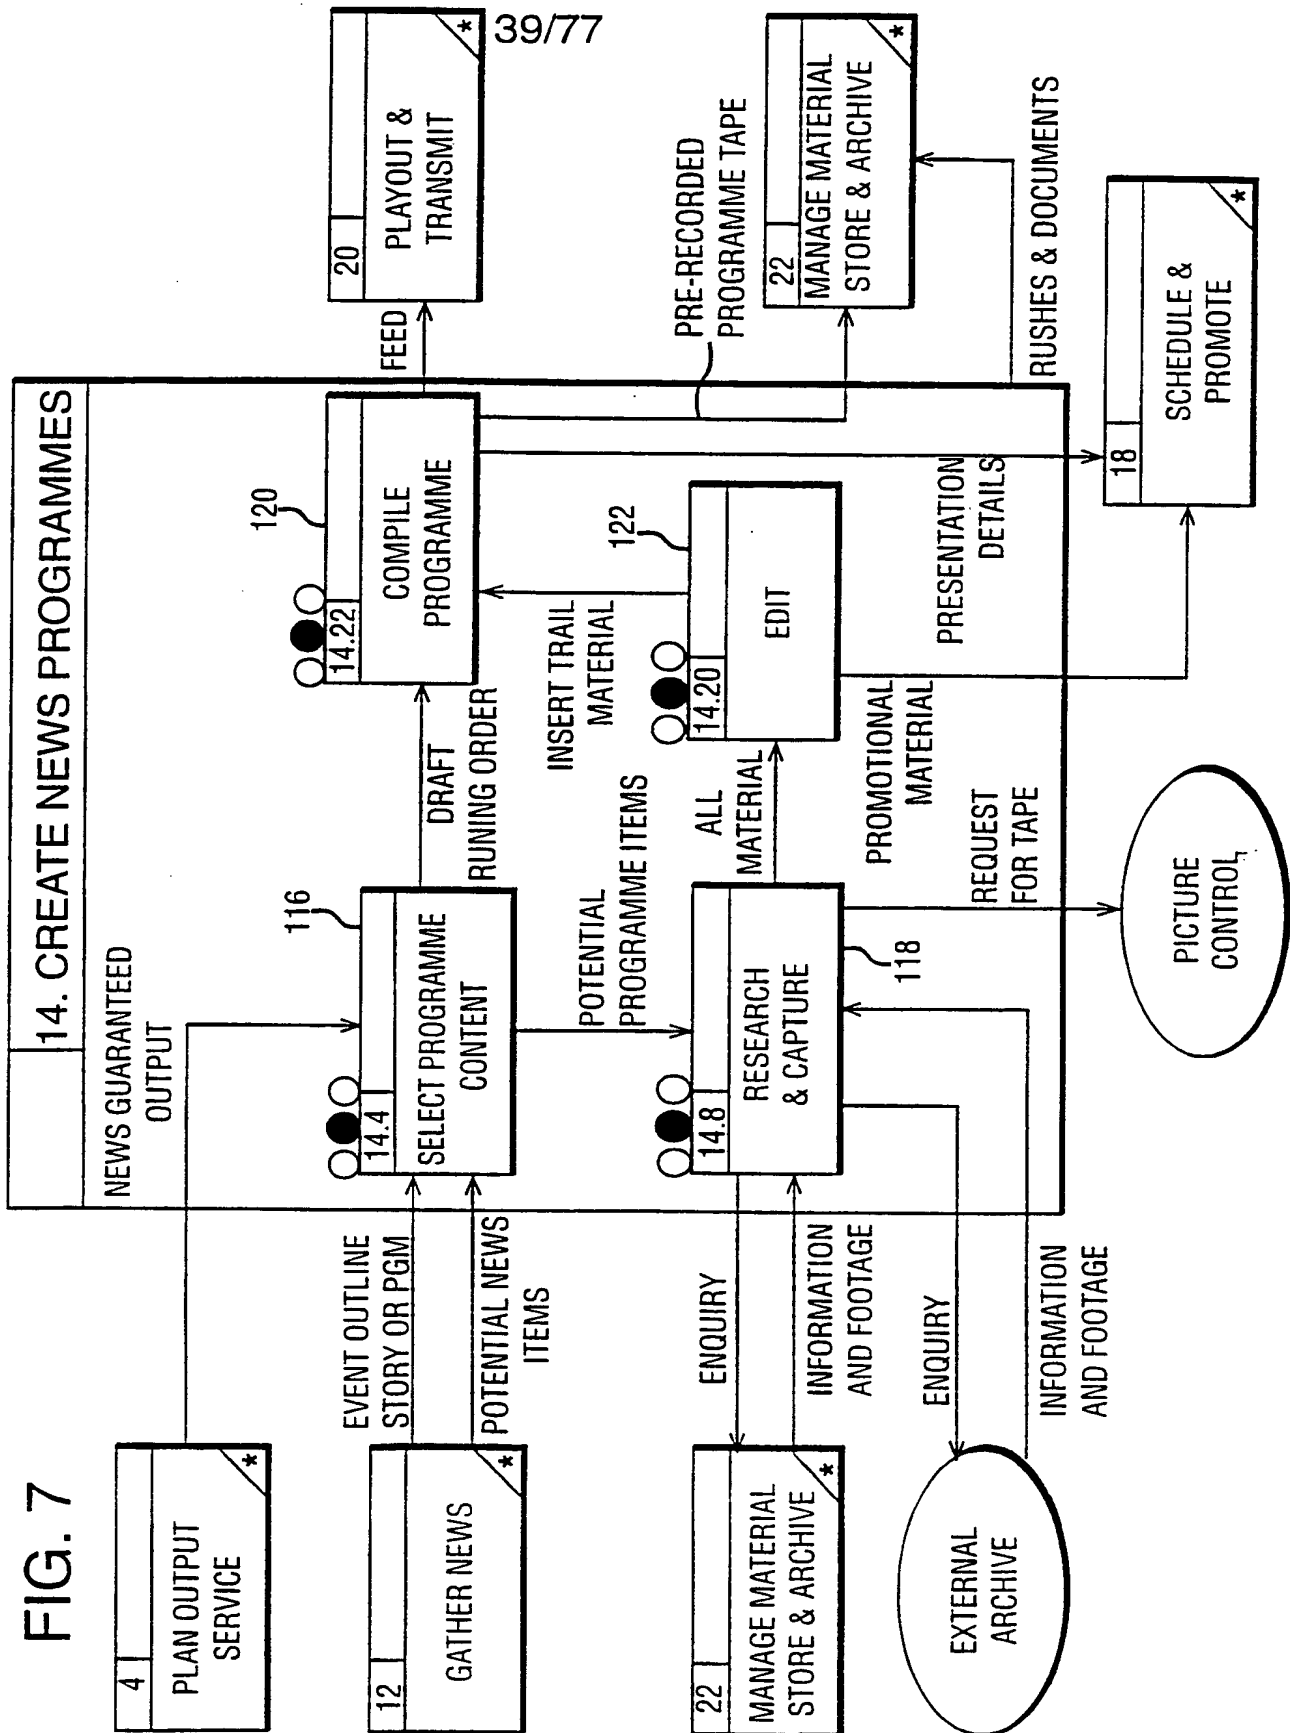 39/77
FIG. 7
14. CREATE NEWS PROGRAMMES
4
PLAN OUTPUT
SERVICE
NEWS GUARANTEED
OUTPUT
12
GATHER NEWS
*
*
EVENT OUTLINE
STORY OR PGM
POTENTIAL NEWS
ITEMS
14.4
SELECT PROGRAMME
CONTENT
116
DRAFT
RUNING ORDER
14.22
COMPILE
PROGRAMME
120
FEED
20
PLAYOUT &
TRANSMIT
*
POTENTIAL
PROGRAMME ITEMS
INSERT TRAIL
MATERIAL
PRE-RECORDED
PROGRAMME TAPE
22
MANAGE MATERIAL
STORE & ARCHIVE
*
22
MANAGE MATERIAL
STORE & ARCHIVE
*
ENQUIRY
INFORMATION
AND FOOTAGE
14.8
RESEARCH
& CAPTURE
118
ALL
MATERIAL
14.20
EDIT
122
PROMOTIONAL
MATERIAL
PRESENTATION
DETAILS
RUSHES & DOCUMENTS
18
SCHEDULE &
PROMOTE
*
EXTERNAL
ARCHIVE
ENQUIRY
INFORMATION
AND FOOTAGE
REQUEST
FOR TAPE
PICTURE
CONTROL